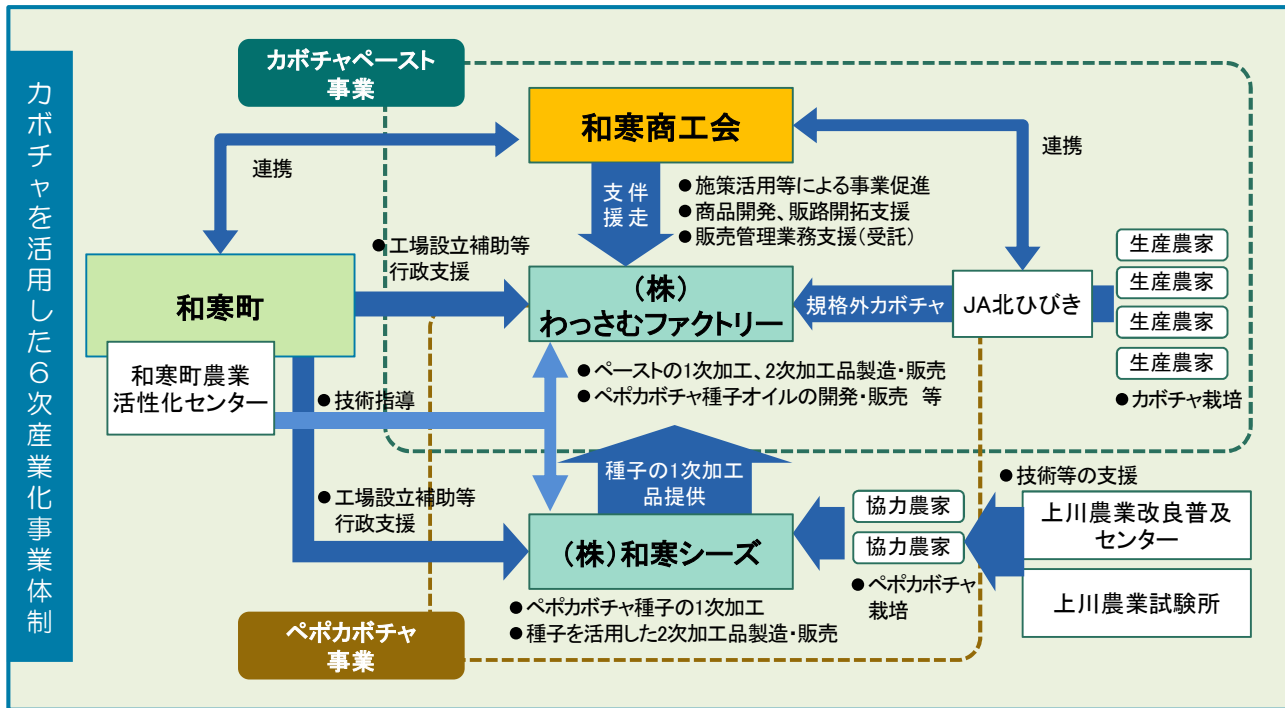 カボチャを活用した6次産業化事業体制
カボチャペースト
事業
和寒商工会
連携
連携
伴走
支援
●施策活用等による事業促進
●商品開発、販路開拓支援
●販売管理業務支援(受託)
●工場設立補助等
行政支援
和寒町
(株)
わっさむファクトリー
規格外カボチャ
JA北ひびき
生産農家
生産農家
生産農家
生産農家
●カボチャ栽培
和寒町農業
活性化センター
●技術指導
●ペーストの1次加工、2次加工品製造・販売
●ペポカボチャ種子オイルの開発・販売 等
種子の1次加工
品提供
●工場設立補助等
行政支援
(株)和寒シーズ
協力農家
協力農家
●ペポカボチャ
栽培
●技術等の支援
上川農業改良普及
センター
上川農業試験所
●ペポカボチャ種子の1次加工
●種子を活用した2次加工品製造・販売
ペポカボチャ
事業